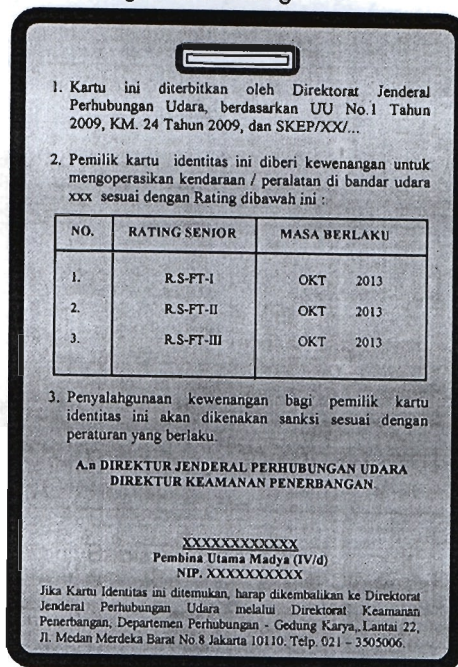 1. Kartu ini diterbitkan oleh Direktorat Jenderal
Perhubungan Udara, berdasarkan UU No.1 Tahun
2009, KM. 24 Tahun 2009, dan SKEP/XX/...
2. Pemilik kartu identitas ini diberi kewenangan untuk
mengoperasikan kendaraan / peralatan di bandar udara
xxx sesuai dengan Rating dibawah ini :
NO. RATING SENIOR MASA BERLAKU
1. R.S-FT-I OKT 2013
2. R.S-FT-II OKT 2013
3. R.S-FT-III OKT 2013
3. Penyalahgunaan kewenangan bagi pemilik kartu
identitas ini akan dikenakan sanksi sesuai dengan
peraturan yang berlaku.
A.n DIREKTUR JENDERAL PERHUBUNGAN UDARA
DIREKTUR KEAMANAN PENERBANGAN
XXXXXXXXXXXX
Pembina Utama Madya (IV/d)
NIP. XXXXXXXXXX
Jika Kartu Identitas ini ditemukan, harap dikembalikan ke Direktorat
Jenderal Perhubungan Udara melalui Direktorat Keamanan
Penerbangan, Departemen Perhubungan - Gedung Karya, Lantai 22,
Jl. Medan Merdeka Barat No.8 Jakarta 10110. Telp. 021 - 3505006.